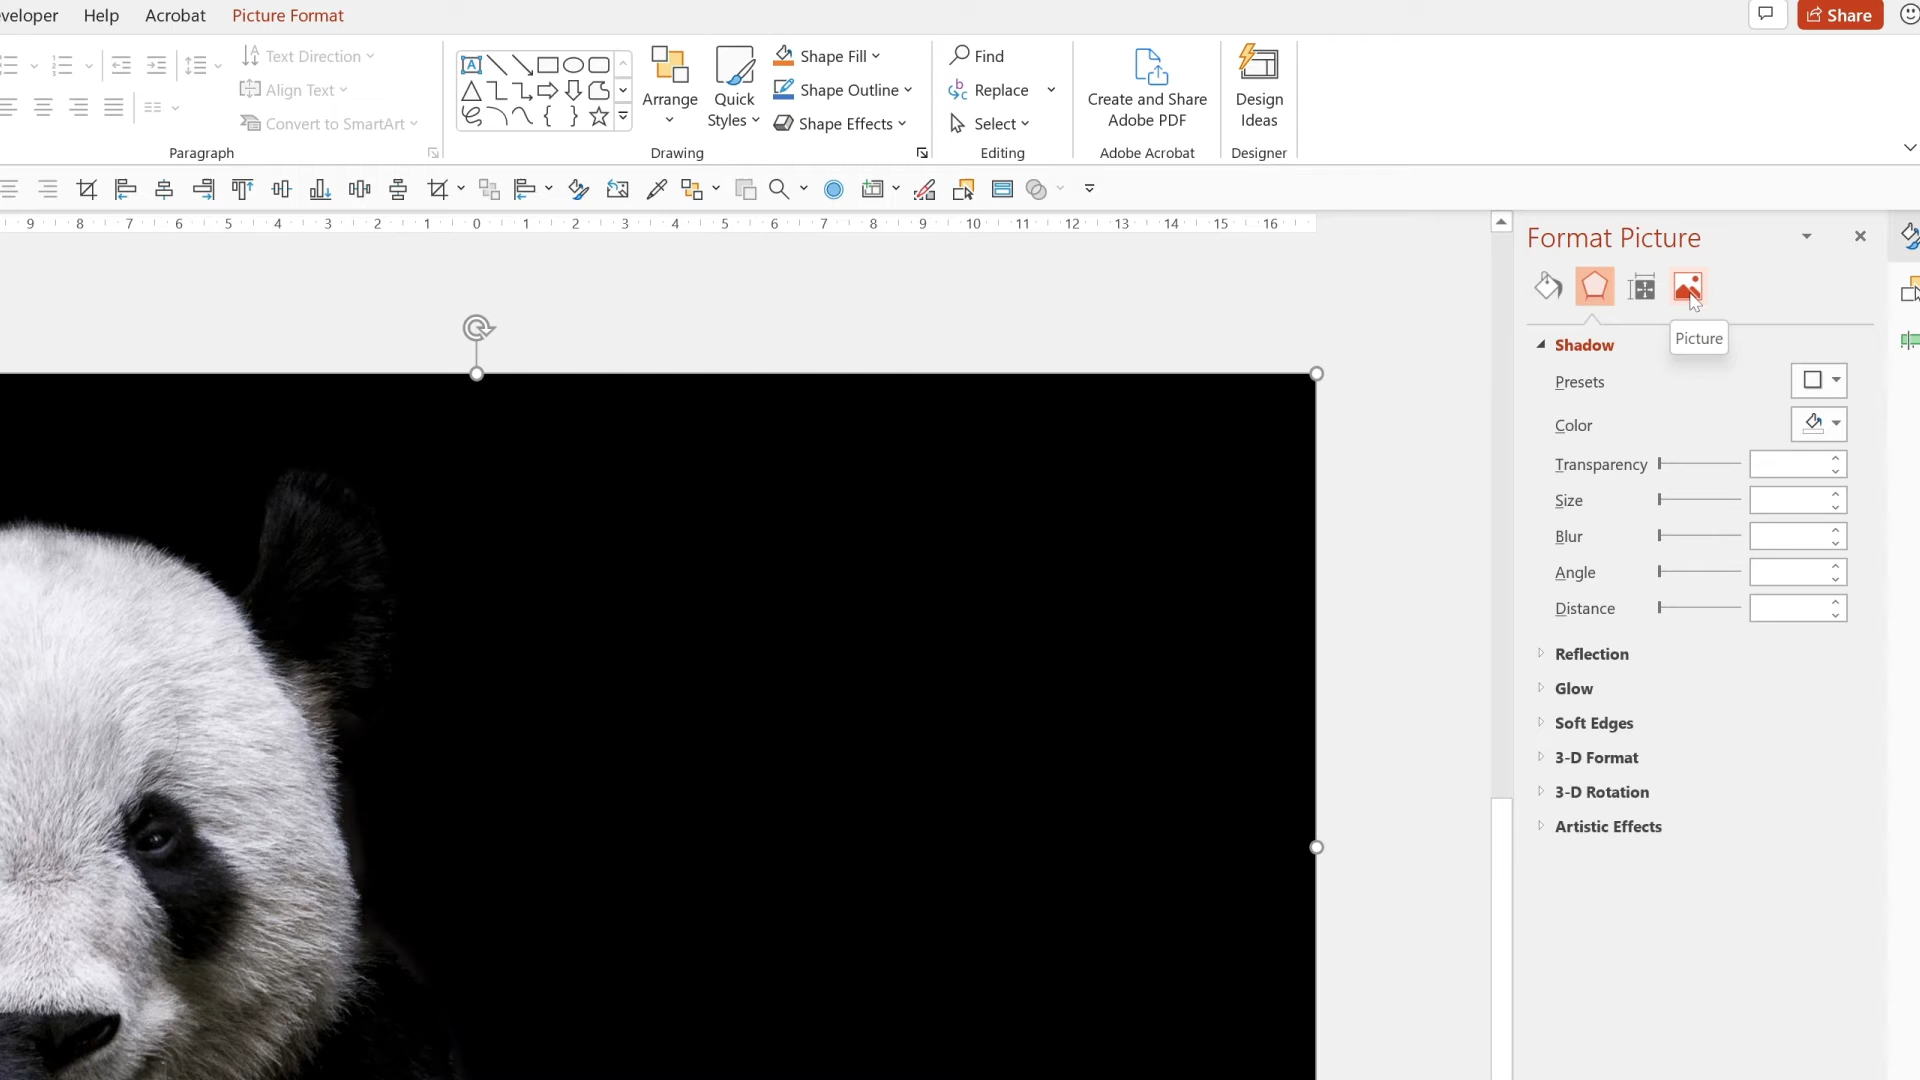 veloper Help Acrobat Picture Format
Share
Text Direction
Align Text
Convert to SmartArt
Paragraph
Arrange
Quick Styles
Shape Fill
Shape Outline
Shape Effects
Drawing
Find
Replace
Select
Editing
Create and Share
Adobe PDF
Adobe Acrobat
Design
Ideas
Designer
9 8 7 6 5 4 3 2 1 0 1 2 3 4 5 6 7 8 9 10 11 12 13 14 15 16
Format Picture
Picture
Shadow
Presets
Color
Transparency
Size
Blur
Angle
Distance
Reflection
Glow
Soft Edges
3-D Format
3-D Rotation
Artistic Effects